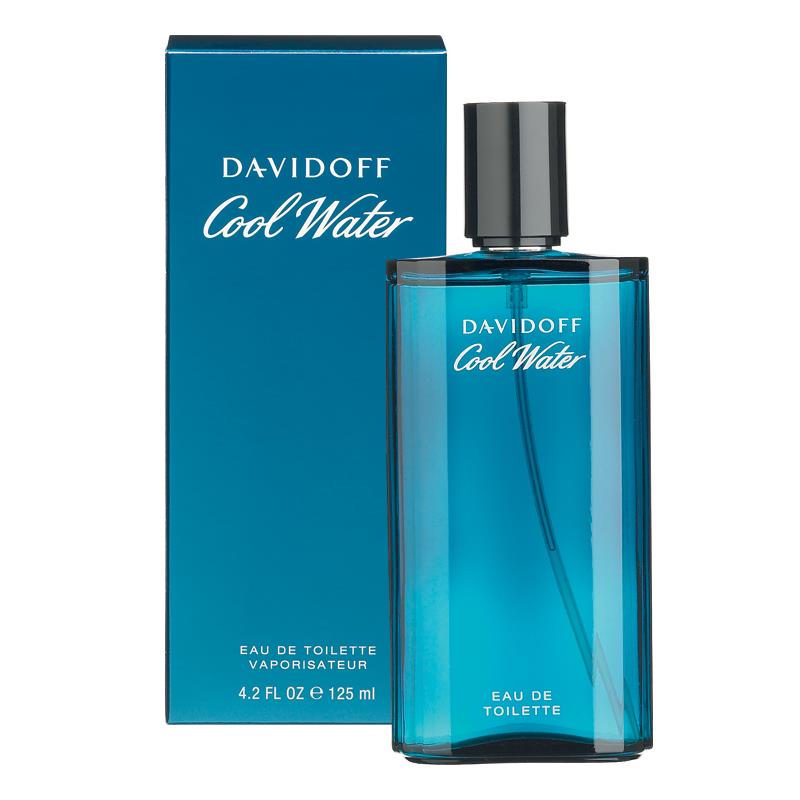 DAVIDOFF
Cool Water
EAU DE TOILETTE
VAPORISATEUR
4.2 FL OZ ℮ 125 ml
DAVIDOFF
Cool Water
EAU DE
TOILETTE